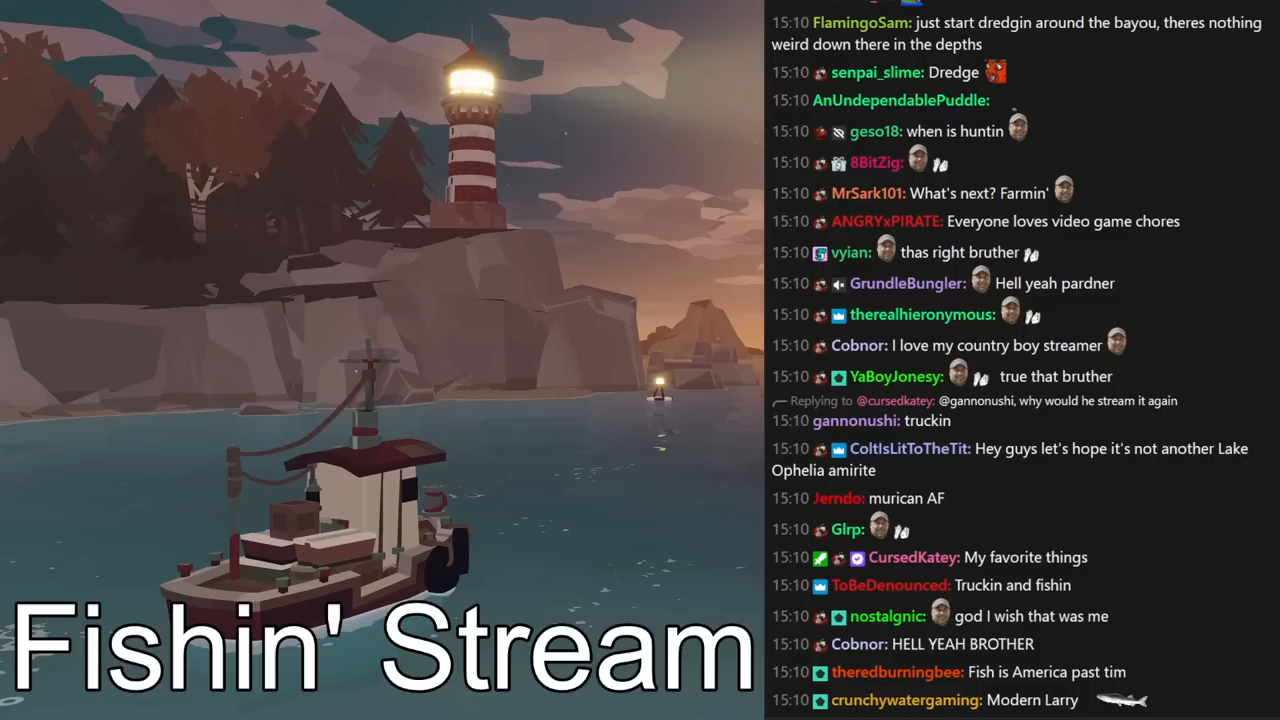 15:10 FlamingoSam: just start dredgin around the bayou, theres nothing
weird down there in the depths
15:10 senpai_slime: Dredge
15:10 AnUndependablePuddle:
15:10 geso18: when is huntin
15:10 8BitZig:
15:10 MrSark101: What's next? Farmin'
15:10 ANGRYxPIRATE: Everyone loves video game chores
15:10 vyian: thas right bruther
15:10 GrundleBungler: Hell yeah pardner
15:10 therealhieronymous:
15:10 Cobnor: I love my country boy streamer
15:10 YaBoyJonesy: true that bruther
Replying to @cursedkatey: @gannonushi, why would he stream it again
15:10 gannonushi: truckin
15:10 ColtIsLitToTheTit: Hey guys let's hope it's not another Lake
Ophelia amirite
15:10 Jerndo: murican AF
15:10 Glrp:
15:10 CursedKatey: My favorite things
15:10 ToBeDenounced: Truckin and fishin
15:10 nostalgnic: god I wish that was me
15:10 Cobnor: HELL YEAH BROTHER
15:10 theredburningbee: Fish is America past tim
15:10 crunchywatergaming: Modern Larry
Fishin' Stream